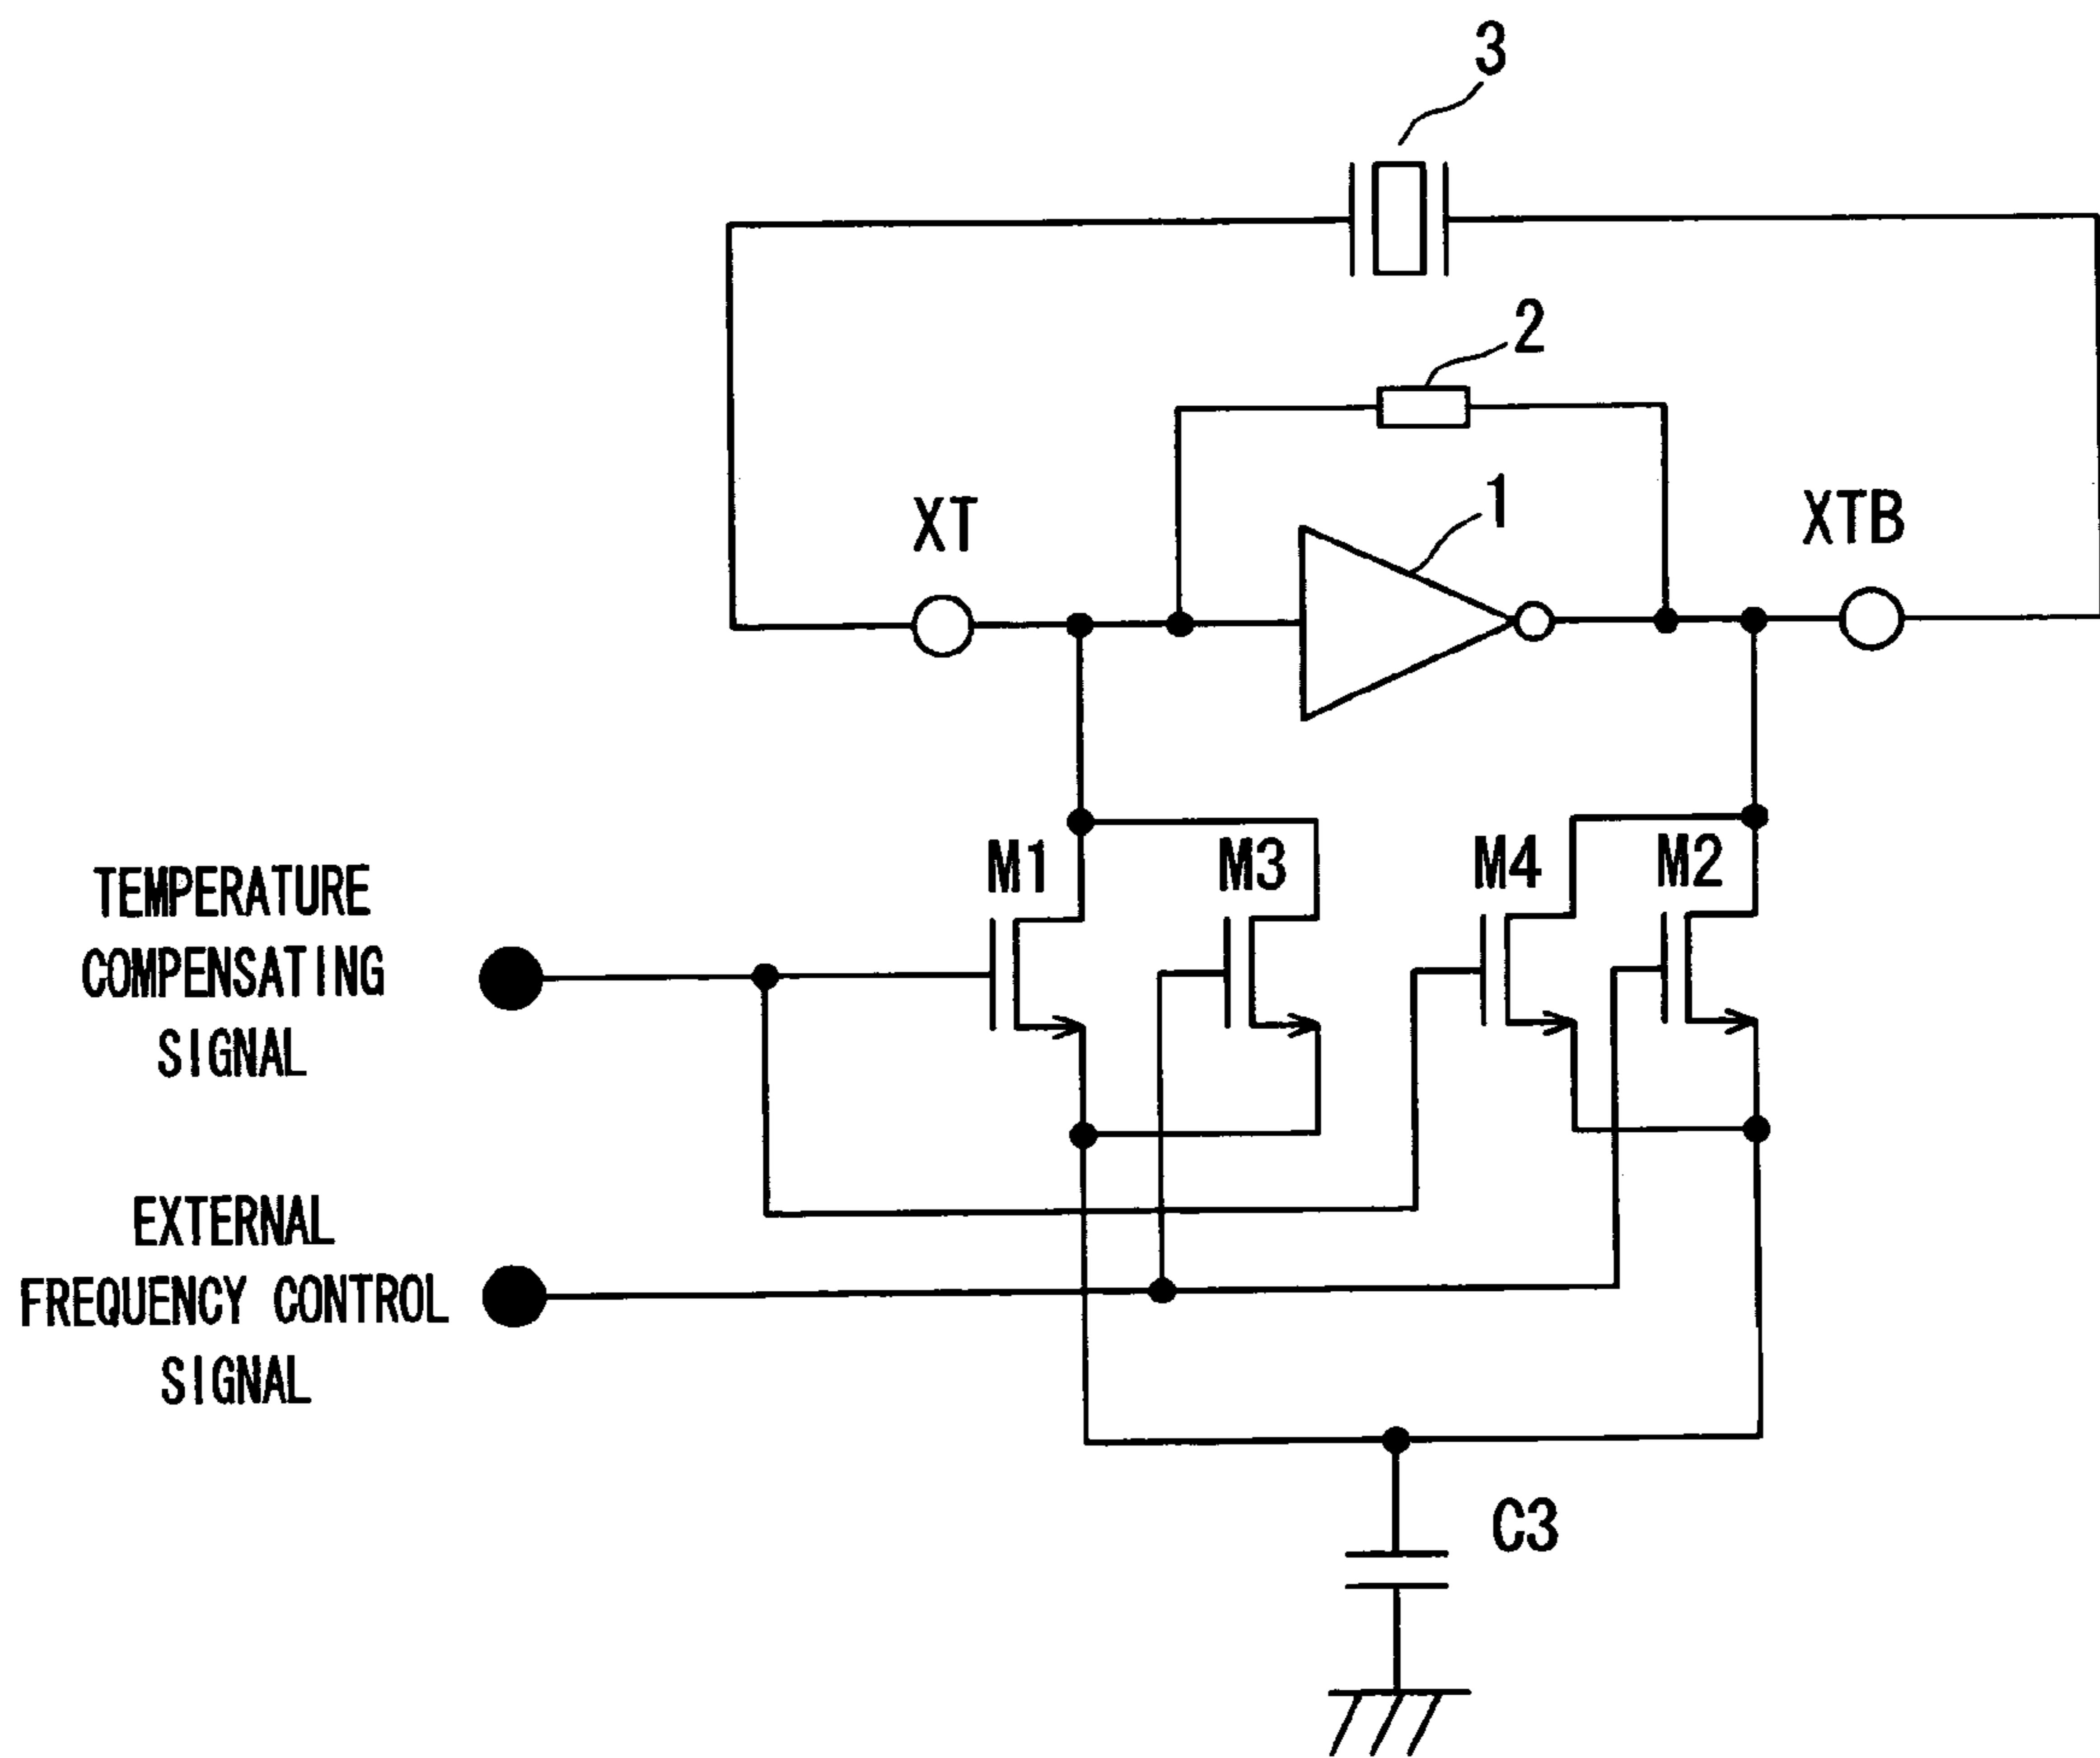 3
2
1
XT
XTB
M1
M3
M4
M2
TEMPERATURE
COMPENSATING
SIGNAL
EXTERNAL
FREQUENCY CONTROL
SIGNAL
C3